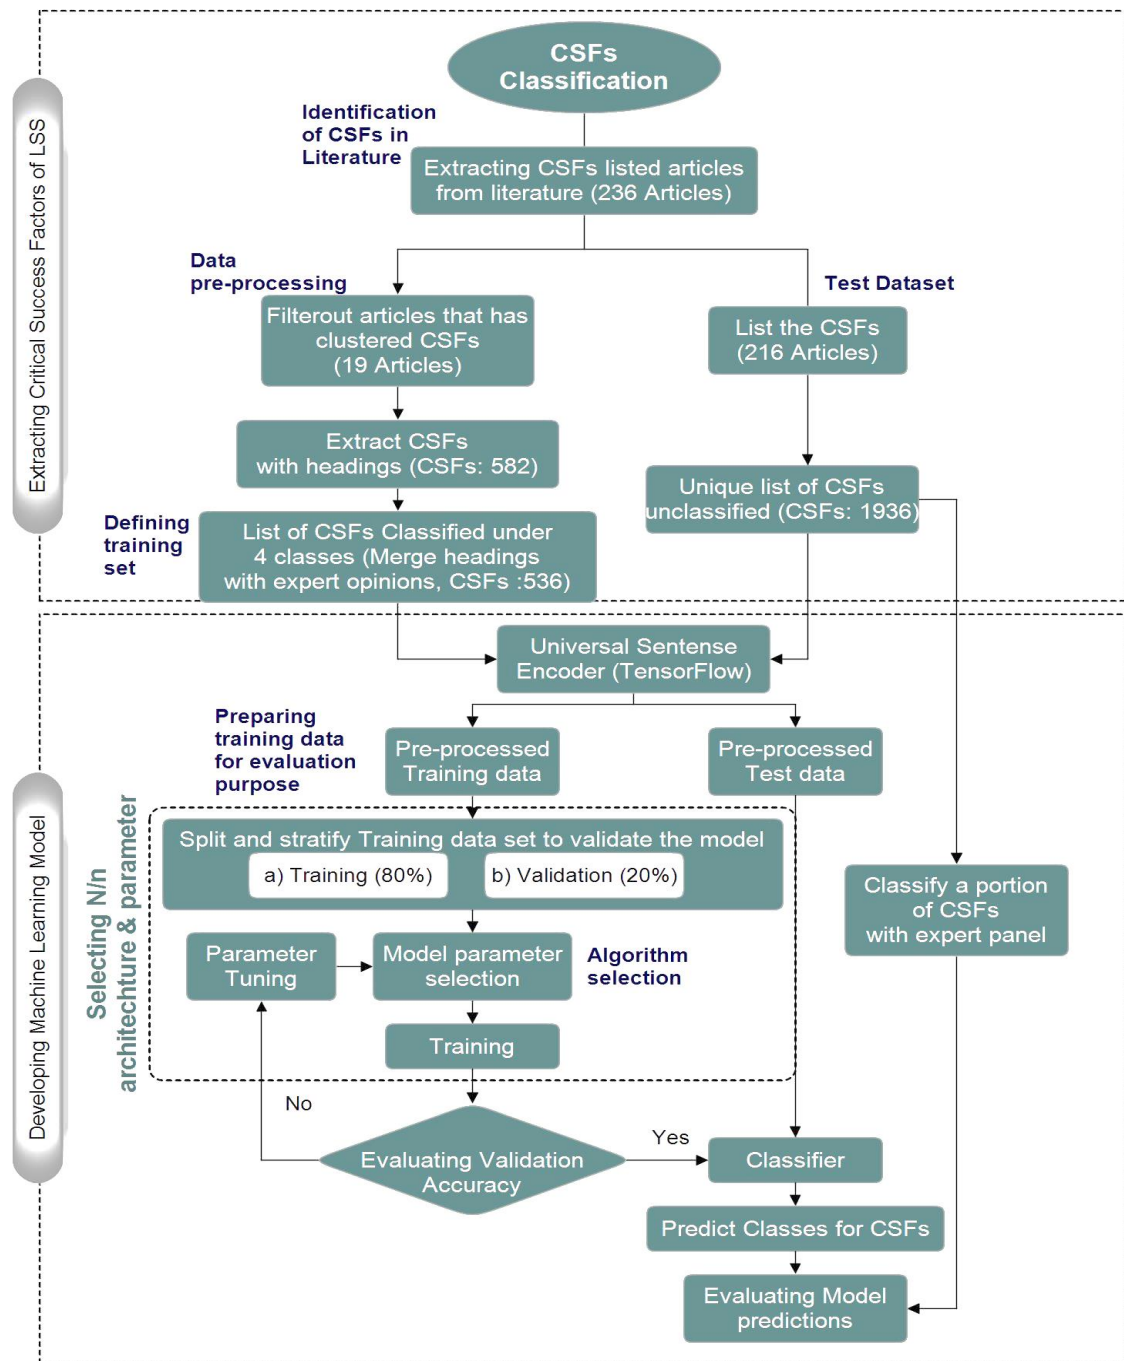 CSFs
Classification
Identification
of CSFs in
Literature
Extracting CSFs listed articles
from literature (236 Articles)
Extracting Critical Success Factors of LSS
Data
pre-processing
Test Dataset
Filterout articles that has
clustered CSFs
(19 Articles)
List the CSFs
(216 Articles)
Extract CSFs
with headings (CSFs: 582)
Unique list of CSFs
unclassified (CSFs: 1936)
Defining
training
set
List of CSFs Classified under
4 classes (Merge headings
with expert opinions, CSFs :536)
Universal Sentense
Encoder (TensorFlow)
Preparing
training data
for evaluation
purpose
Pre-processed
Training data
Pre-processed
Test data
Developing Machine Learning Model
Selecting N/n
architechture & parameter
Split and stratify Training data set to validate the model
a) Training (80%)
b) Validation (20%)
Classify a portion
of CSFs
with expert panel
Parameter
Tuning
Model parameter
selection
Algorithm
selection
Training
No
Yes
Evaluating Validation
Accuracy
Classifier
Predict Classes for CSFs
Evaluating Model
predictions